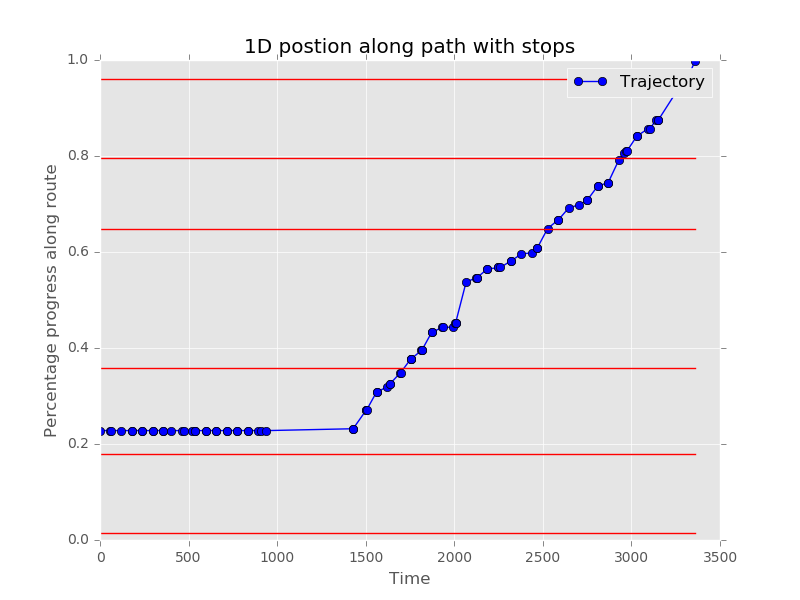 1D postion along path with stops
Trajectory
Percentage progress along route
1.0
0.8
0.6
0.4
0.2
0.0
0 500 1000 1500 2000 2500 3000 3500
Time